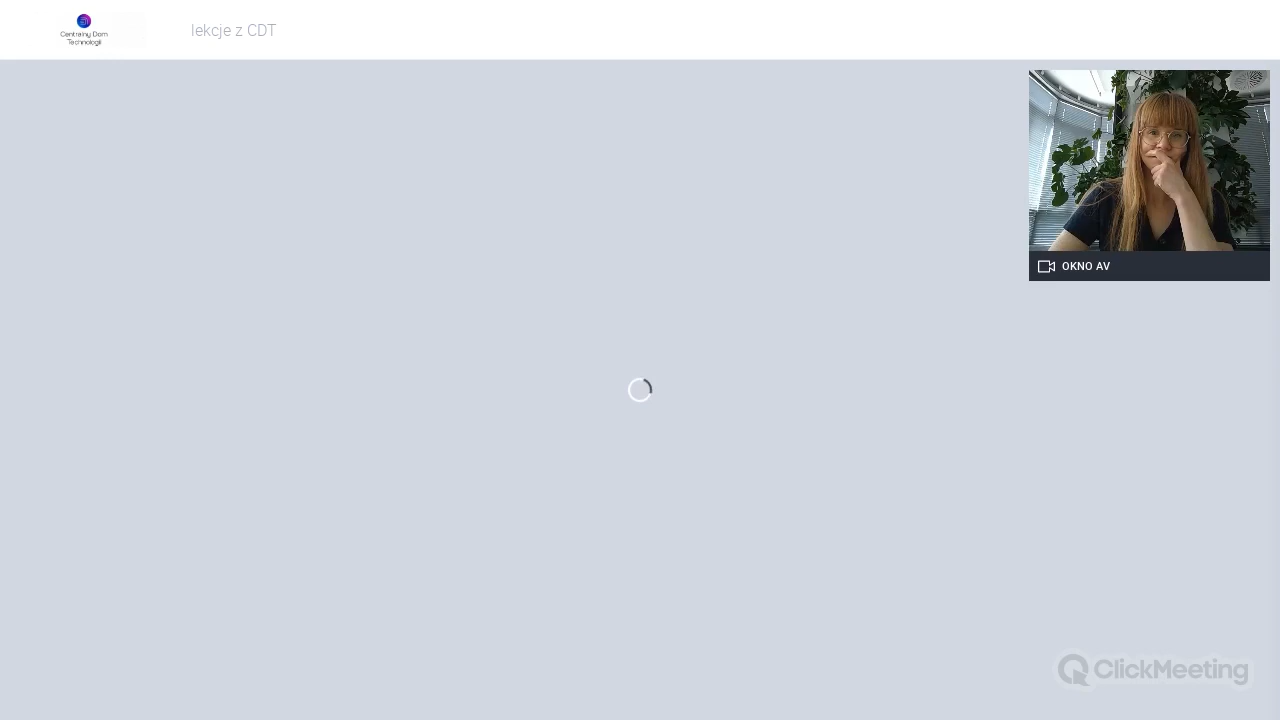 Centralny Dom
Technologii
lekcje z CDT
OKNO AV
ClickMeeting